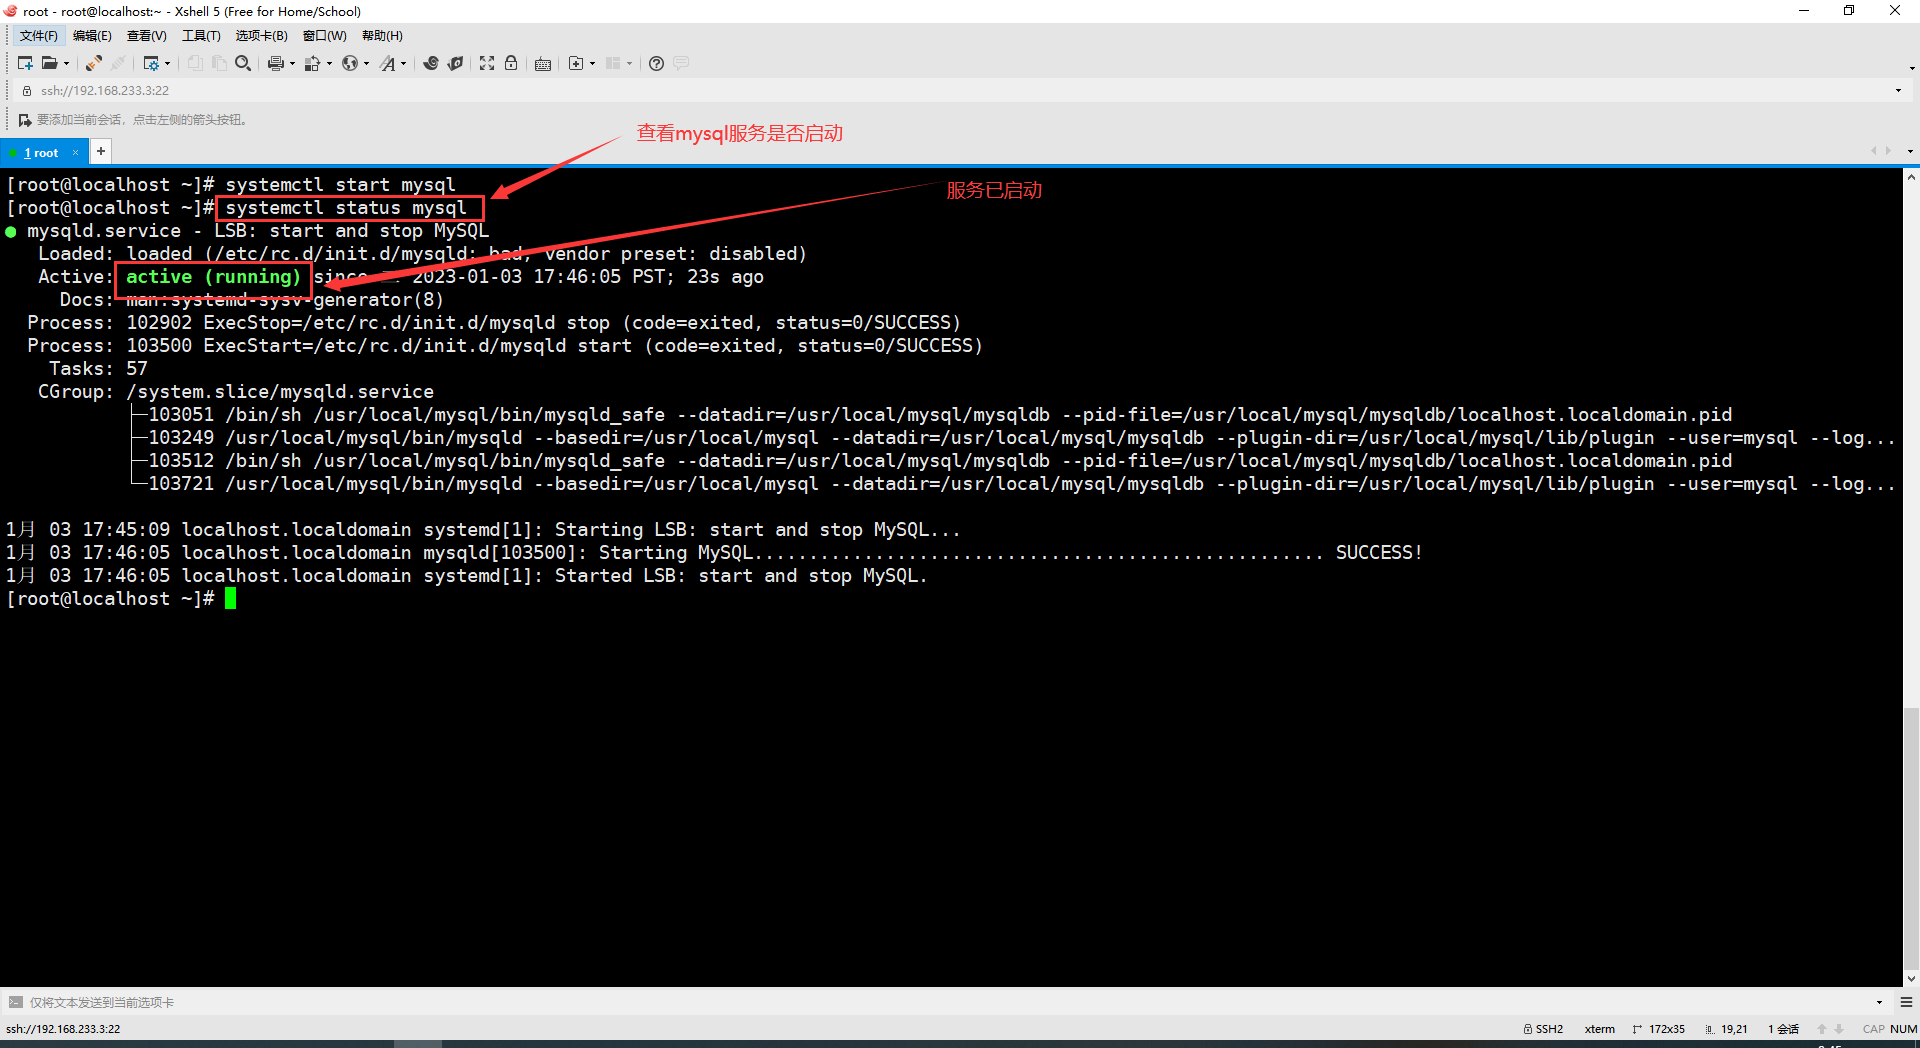 root - root@localhost:~ - Xshell 5 (Free for Home/School)
文件(F) 编辑(E) 查看(V) 工具(T) 选项卡(B) 窗口(W) 帮助(H)
ssh://192.168.233.3:22
要添加当前会话，点击左侧的箭头按钮。
查看mysql服务是否启动
1 root × +
服务已启动
[root@localhost ~]# systemctl start mysql
[root@localhost ~]# systemctl status mysql
● mysqld.service - LSB: start and stop MySQL
Loaded: loaded (/etc/rc.d/init.d/mysqld; bad; vendor preset: disabled)
Active: active (running) since 2023-01-03 17:46:05 PST; 23s ago
Docs: man:systemd-sysv-generator(8)
Process: 102902 ExecStop=/etc/rc.d/init.d/mysqld stop (code=exited, status=0/SUCCESS)
Process: 103500 ExecStart=/etc/rc.d/init.d/mysqld start (code=exited, status=0/SUCCESS)
Tasks: 57
CGroup: /system.slice/mysqld.service
├─103051 /bin/sh /usr/local/mysql/bin/mysqld_safe --datadir=/usr/local/mysql/mysqldb --pid-file=/usr/local/mysql/mysqldb/localhost.localdomain.pid
├─103249 /usr/local/mysql/bin/mysqld --basedir=/usr/local/mysql --datadir=/usr/local/mysql/mysqldb --plugin-dir=/usr/local/mysql/lib/plugin --user=mysql --log...
├─103512 /bin/sh /usr/local/mysql/bin/mysqld_safe --datadir=/usr/local/mysql/mysqldb --pid-file=/usr/local/mysql/mysqldb/localhost.localdomain.pid
└─103721 /usr/local/mysql/bin/mysqld --basedir=/usr/local/mysql --datadir=/usr/local/mysql/mysqldb --plugin-dir=/usr/local/mysql/lib/plugin --user=mysql --log...
1月 03 17:45:09 localhost.localdomain systemd[1]: Starting LSB: start and stop MySQL...
1月 03 17:46:05 localhost.localdomain mysqld[103500]: Starting MySQL.................................................... SUCCESS!
1月 03 17:46:05 localhost.localdomain systemd[1]: Started LSB: start and stop MySQL.
[root@localhost ~]#
仅将文本发送到当前选项卡
ssh://192.168.233.3:22 SSH2 xterm 172x35 19,21 1 会话 CAP NUM